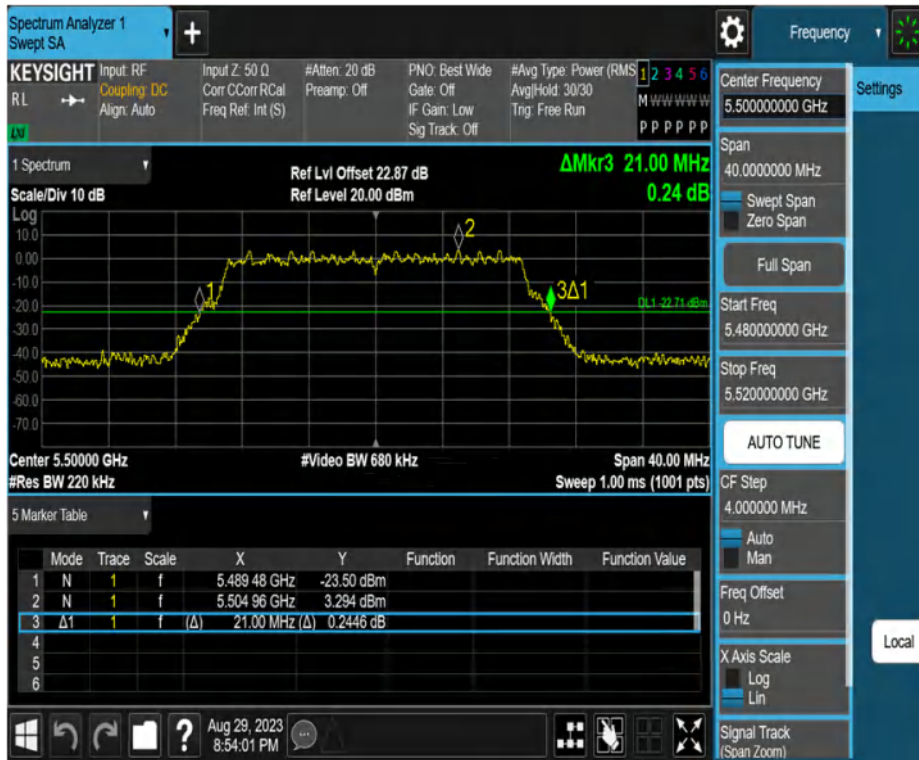 Spectrum Analyzer 1
Swept SA
+
Frequency
KEYSIGHT
RL
LXI
Input: RF
Coupling: DC
Align: Auto
Input Z: 50 Ω
Corr CCorr RCal
Freq Ref: Int (S)
#Atten: 20 dB
Preamp: Off
PNO: Best Wide
Gate: Off
IF Gain: Low
Sig Track: Off
#Avg Type: Power (RMS
Avg|Hold: 30/30
Trig: Free Run
1 2 3 4 5 6
M W W W W W
P P P P P P
1 Spectrum
Scale/Div 10 dB
Ref Lvl Offset 22.87 dB
Ref Level 20.00 dBm
ΔMkr3 21.00 MHz
0.24 dB
Log
10.0
0.00
-10.0
-20.0
-30.0
-40.0
-50.0
-60.0
-70.0
1
2
3Δ1
DL1 -22.71 dBm
Center 5.50000 GHz
#Res BW 220 kHz
#Video BW 680 kHz
Span 40.00 MHz
Sweep 1.00 ms (1001 pts)
5 Marker Table
Mode Trace Scale X Y Function Function Width Function Value
1 N 1 f 5.489 48 GHz -23.50 dBm
2 N 1 f 5.504 96 GHz 3.294 dBm
3 Δ1 1 f (Δ) 21.00 MHz (Δ) 0.2446 dB
4
5
6
?
Aug 29, 2023
8:54:01 PM
Center Frequency
5.500000000 GHz
Span
40.0000000 MHz
Swept Span
Zero Span
Full Span
Start Freq
5.480000000 GHz
Stop Freq
5.520000000 GHz
AUTO TUNE
CF Step
4.000000 MHz
Auto
Man
Freq Offset
0 Hz
X Axis Scale
Log
Lin
Signal Track
(Span Zoom)
Settings
Local